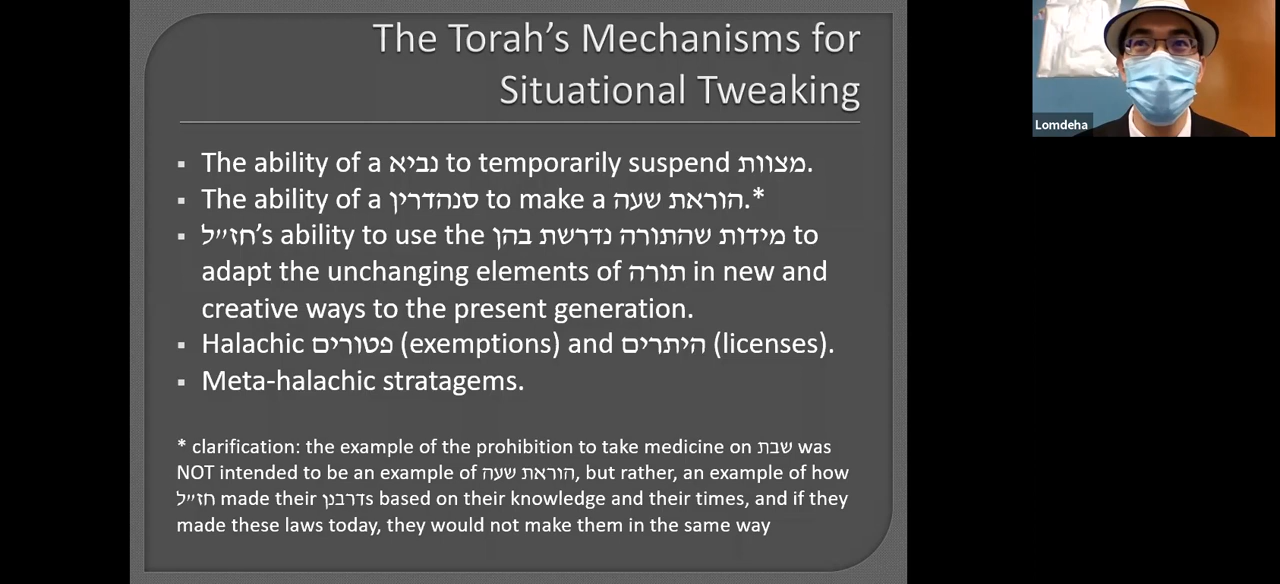 The Torah's Mechanisms for
Situational Tweaking
▪ The ability of a נביא to temporarily suspend מצוות.
▪ The ability of a סנהדרין to make a הוראת שעה.*
▪ חז״ל's ability to use the מידות שהתורה נדרשת בהן to
adapt the unchanging elements of תורה in new and
creative ways to the present generation.
▪ Halachic פטורים (exemptions) and היתרים (licenses).
▪ Meta-halachic stratagems.
* clarification: the example of the prohibition to take medicine on שבת was
NOT intended to be an example of הוראת שעה, but rather, an example of how
חז״ל made their דרבנןs based on their knowledge and their times, and if they
made these laws today, they would not make them in the same way
Lomdeha